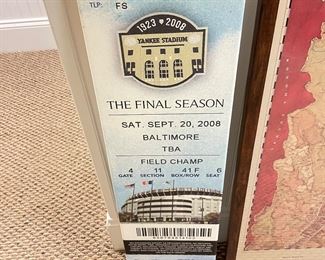 TLP: FS
1923 2008
YANKEE STADIUM
THE FINAL SEASON
SAT. SEPT. 20, 2008
BALTIMORE
TBA
FIELD CHAMP
4 11 41F 6
GATE SECTION BOX/ROW SEAT